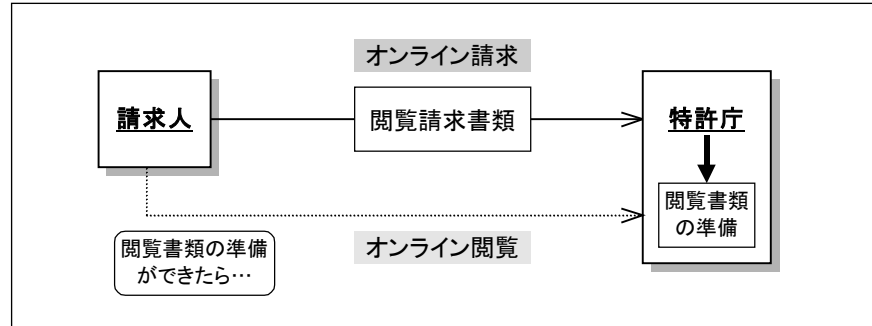 オンライン請求
請求人
閲覧請求書類
特許庁
閲覧書類
の準備
閲覧書類の準備
ができたら…
オンライン閲覧